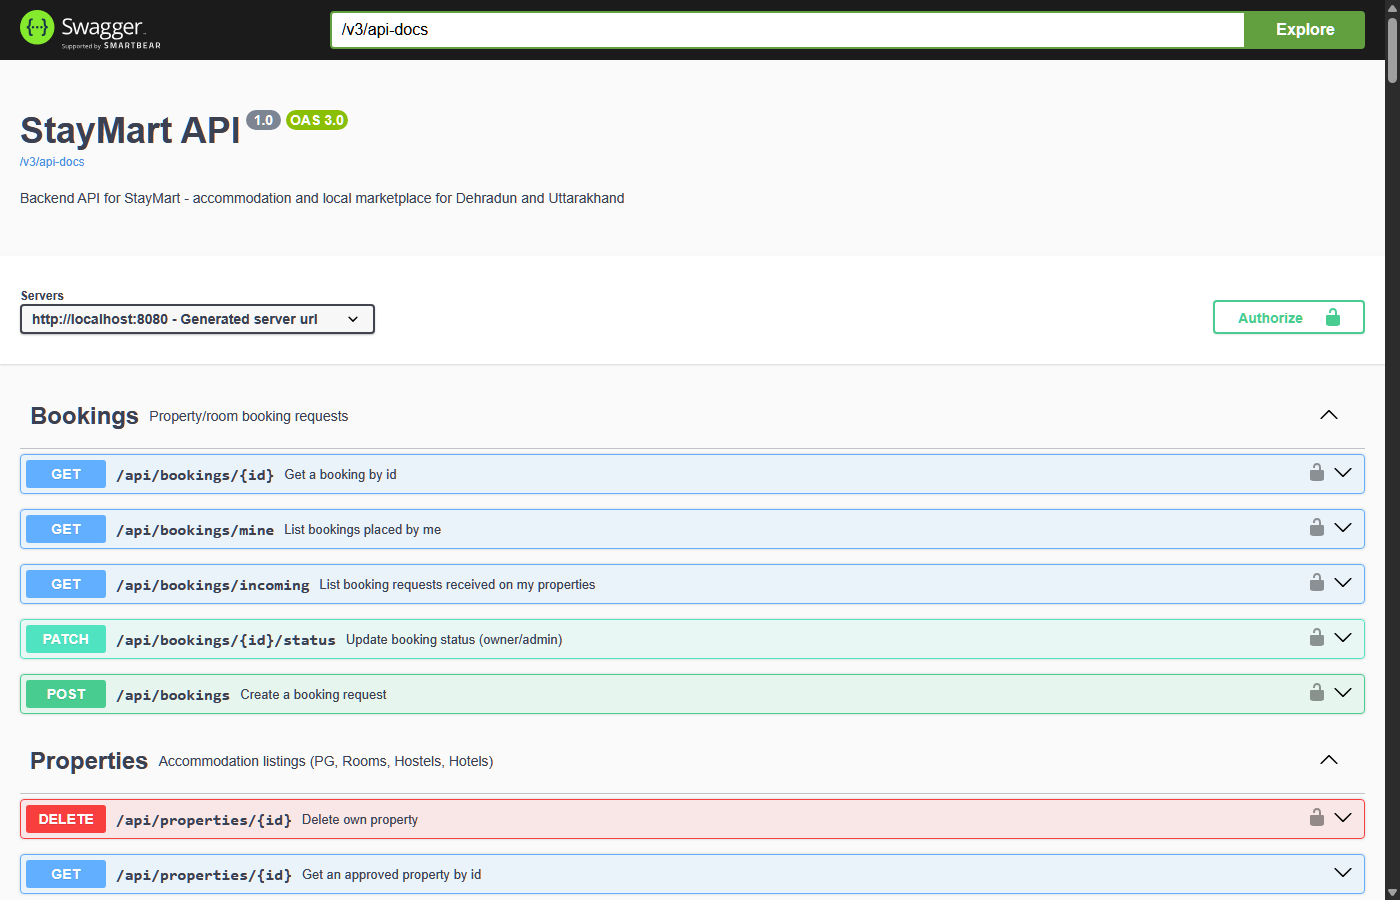 Swagger.
Supported by SMARTBEAR
/v3/api-docs
Explore
StayMart API 1.0 OAS 3.0
/v3/api-docs
Backend API for StayMart - accommodation and local marketplace for Dehradun and Uttarakhand
Servers
http://localhost:8080 - Generated server url
Authorize
Bookings Property/room booking requests
GET /api/bookings/{id} Get a booking by id
GET /api/bookings/mine List bookings placed by me
GET /api/bookings/incoming List booking requests received on my properties
PATCH /api/bookings/{id}/status Update booking status (owner/admin)
POST /api/bookings Create a booking request
Properties Accommodation listings (PG, Rooms, Hostels, Hotels)
DELETE /api/properties/{id} Delete own property
GET /api/properties/{id} Get an approved property by id